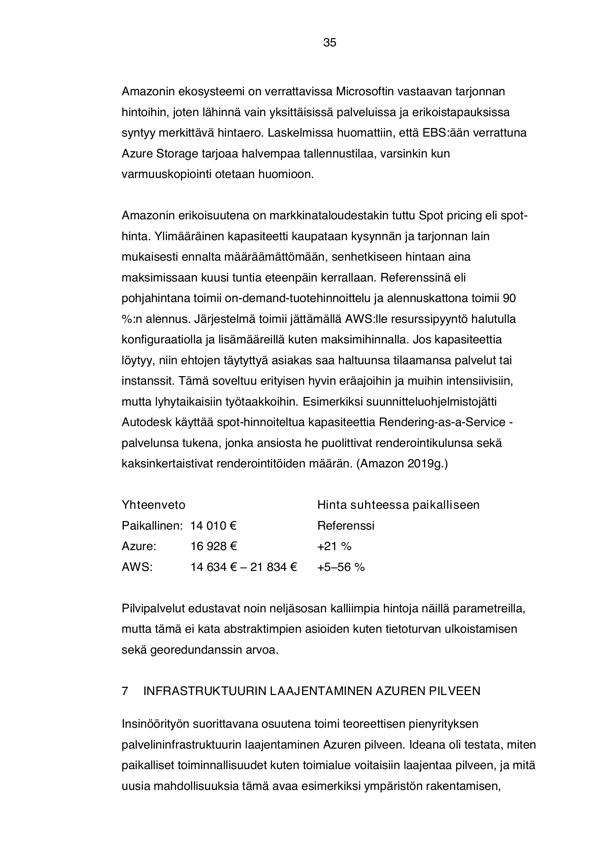 35
Amazonin ekosysteemi on verrattavissa Microsoftin vastaavan tarjonnan
hintoihin, joten lähinnä vain yksittäisissä palveluissa ja erikoistapauksissa
syntyy merkittävä hintaero. Laskelmissa huomattiin, että EBS:ään verrattuna
Azure Storage tarjoaa halvempaa tallennustilaa, varsinkin kun
varmuuskopiointi otetaan huomioon.
Amazonin erikoisuutena on markkinataloudestakin tuttu Spot pricing eli spot-
hinta. Ylimääräinen kapasiteetti kaupataan kysynnän ja tarjonnan lain
mukaisesti ennalta määräämättömään, senhetkiseen hintaan aina
maksimissaan kuusi tuntia eteenpäin kerrallaan. Referenssinä eli
pohjahintana toimii on-demand-tuotehinnoittelu ja alennuskattona toimii 90
%:n alennus. Järjestelmä toimii jättämällä AWS:lle resurssipyyntö halutulla
konfiguraatiolla ja lisämääreillä kuten maksimihinnalla. Jos kapasiteettia
löytyy, niin ehtojen täytyttyä asiakas saa haltuunsa tilaamansa palvelut tai
instanssit. Tämä soveltuu erityisen hyvin eräajoihin ja muihin intensiivisiin,
mutta lyhytaikaisiin työtaakkoihin. Esimerkiksi suunnitteluohjelmistojätti
Autodesk käyttää spot-hinnoiteltua kapasiteettia Rendering-as-a-Service -
palvelunsa tukena, jonka ansiosta he puolittivat renderointikulunsa sekä
kaksinkertaistivat renderointitöiden määrän. (Amazon 2019g.)
Yhteenveto Hinta suhteessa paikalliseen
Paikallinen: 14 010 € Referenssi
Azure: 16 928 € +21 %
AWS: 14 634 € – 21 834 € +5–56 %
Pilvipalvelut edustavat noin neljäsosan kalliimpia hintoja näillä parametreilla,
mutta tämä ei kata abstraktimpien asioiden kuten tietoturvan ulkoistamisen
sekä georedundanssin arvoa.
7 INFRASTRUKTUURIN LAAJENTAMINEN AZUREN PILVEEN
Insinöörityön suorittavana osuutena toimi teoreettisen pienyrityksen
palvelininfrastruktuurin laajentaminen Azuren pilveen. Ideana oli testata, miten
paikalliset toiminnallisuudet kuten toimialue voitaisiin laajentaa pilveen, ja mitä
uusia mahdollisuuksia tämä avaa esimerkiksi ympäristön rakentamisen,